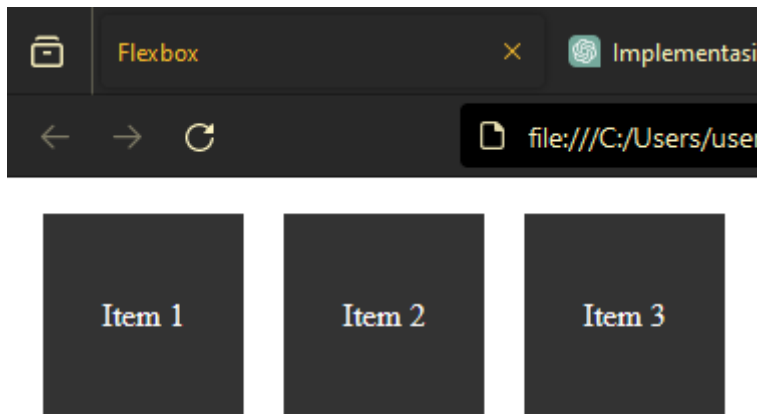 Flexbox
Implementasi
file:///C:/Users/user
Item 1
Item 2
Item 3